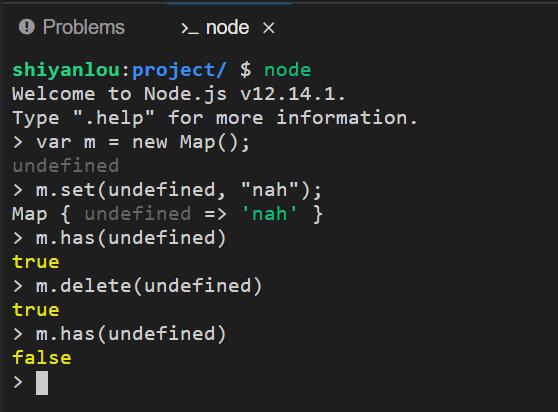 Problems >_ node ×
shiyanlou:project/ $ node
Welcome to Node.js v12.14.1.
Type ".help" for more information.
> var m = new Map();
undefined
> m.set(undefined, "nah");
Map { undefined => 'nah' }
> m.has(undefined)
true
> m.delete(undefined)
true
> m.has(undefined)
false
>